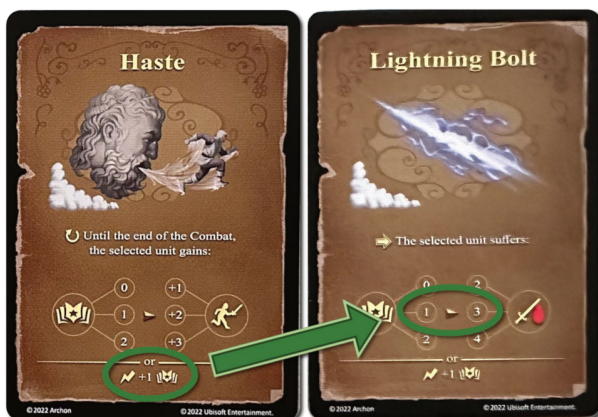 Haste
Until the end of the Combat,
the selected unit gains:
0 +1
1 +2
2 +3
or
+1
© 2022 Archon © 2022 Ubisoft Entertainment.
Lightning Bolt
The selected unit suffers:
0 2
1 3
2 4
or
+1
© 2022 Archon © 2022 Ubisoft Entertainment.